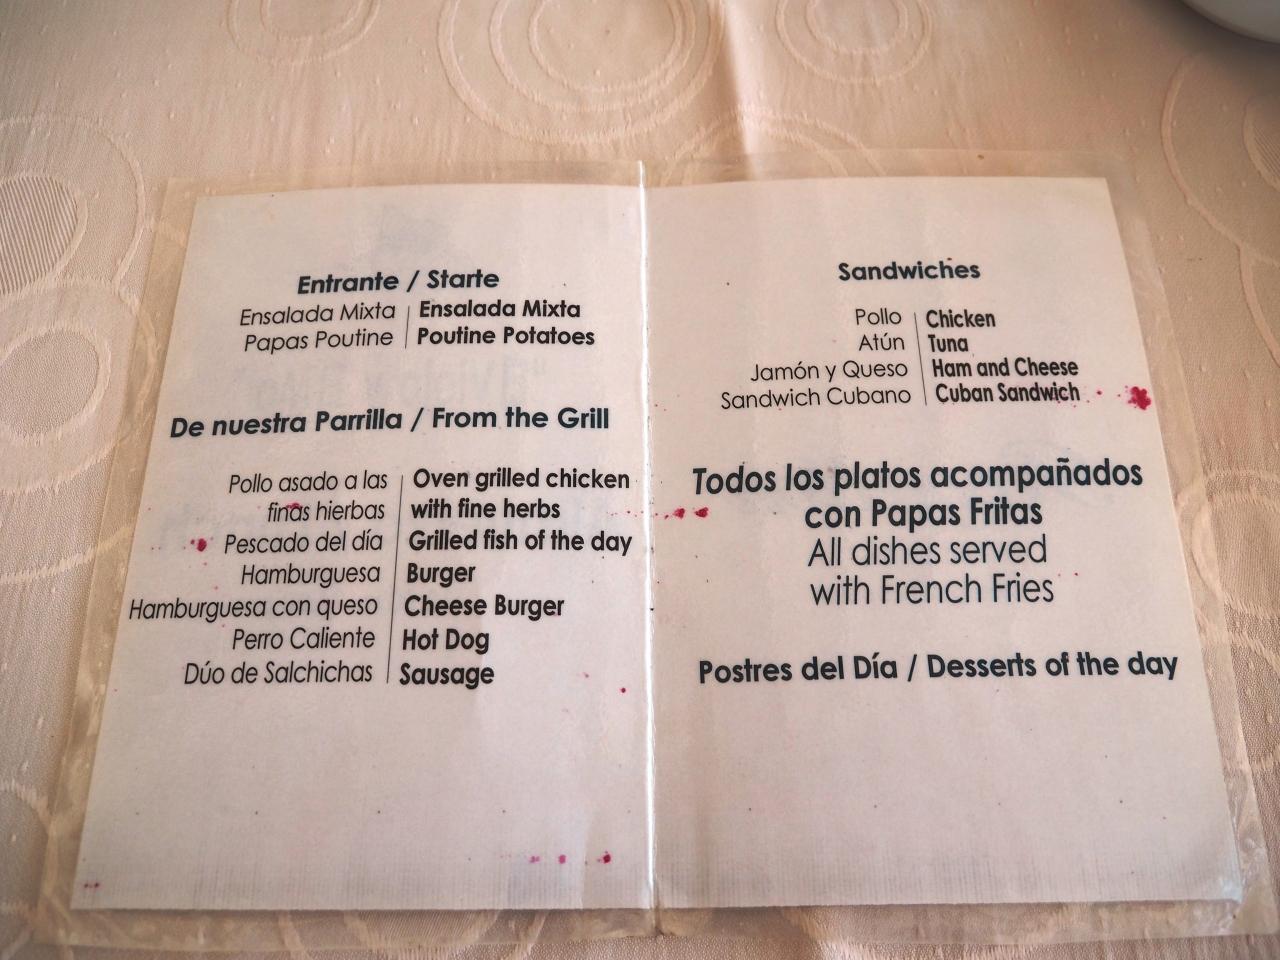 Entrante / Starte
Ensalada Mixta | Ensalada Mixta
Papas Poutine | Poutine Potatoes
De nuestra Parrilla / From the Grill
Pollo asado a las | Oven grilled chicken
finas hierbas | with fine herbs
Pescado del día | Grilled fish of the day
Hamburguesa | Burger
Hamburguesa con queso | Cheese Burger
Perro Caliente | Hot Dog
Dúo de Salchichas | Sausage
Sandwiches
Pollo | Chicken
Atún | Tuna
Jamón y Queso | Ham and Cheese
Sandwich Cubano | Cuban Sandwich
Todos los platos acompañados
con Papas Fritas
All dishes served
with French Fries
Postres del Día / Desserts of the day